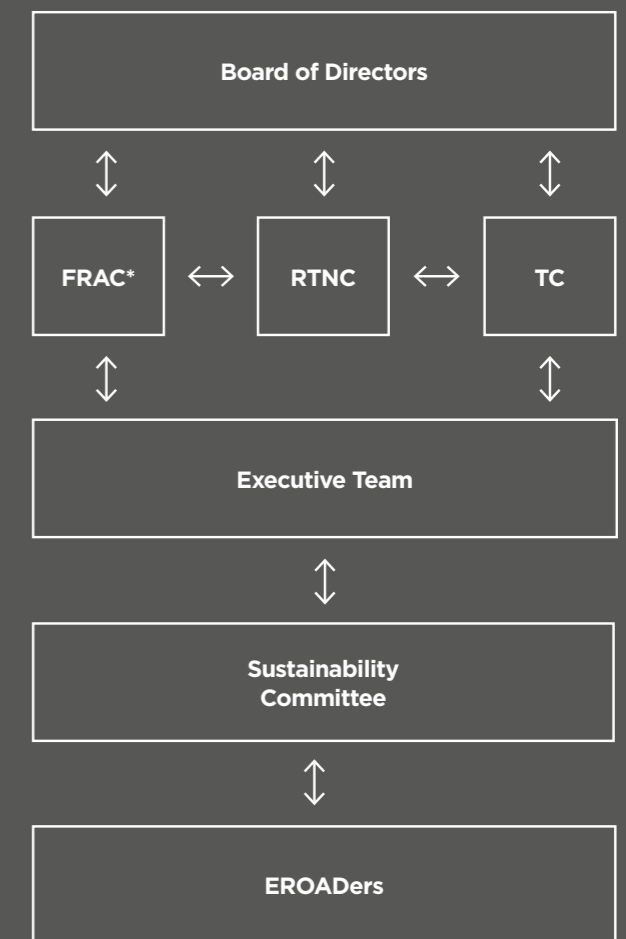 Board of Directors
FRAC* RTNC TC
Executive Team
Sustainability
Committee
EROADers